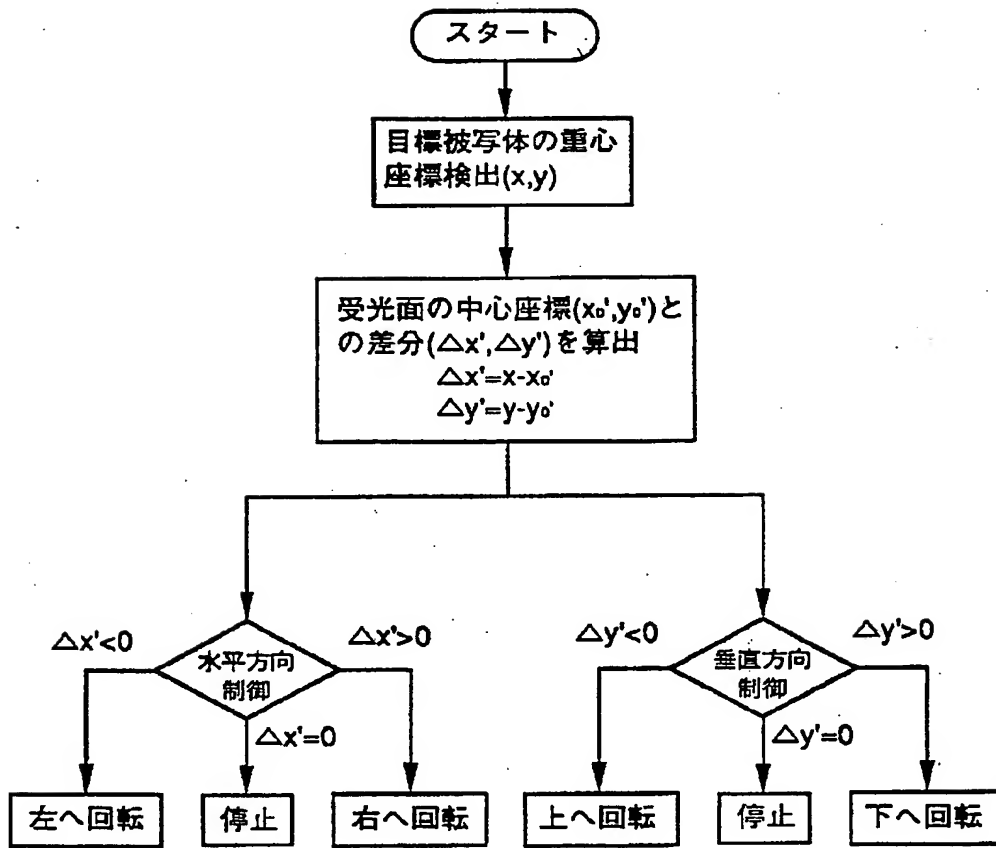 スタート
目標被写体の重心
座標検出(x,y)
受光面の中心座標(x₀',y₀')と
の差分(△x',△y')を算出
△x'=x-x₀'
△y'=y-y₀'
△x'<0
△x'>0
△y'<0
△y'>0
水平方向
制御
垂直方向
制御
△x'=0
△y'=0
左へ回転
停止
右へ回転
上へ回転
停止
下へ回転